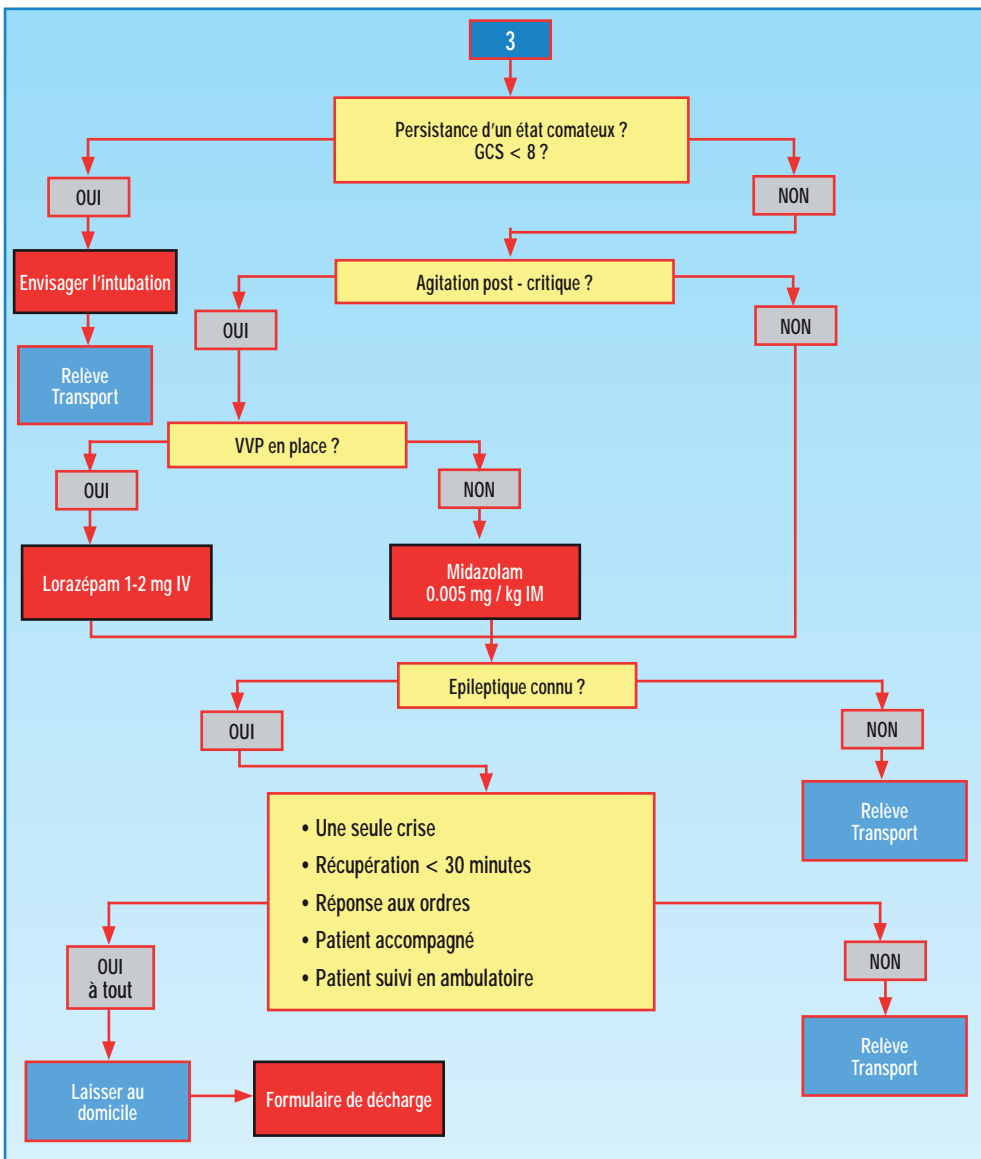 3
Persistance d'un état comateux ?
GCS < 8 ?
OUI
NON
Envisager l'intubation
Agitation post - critique ?
OUI
NON
Relève
Transport
VVP en place ?
OUI
NON
Lorazépam 1-2 mg IV
Midazolam
0.005 mg / kg IM
Epileptique connu ?
OUI
NON
Relève
Transport
• Une seule crise
• Récupération < 30 minutes
• Réponse aux ordres
• Patient accompagné
• Patient suivi en ambulatoire
OUI
à tout
NON
Relève
Transport
Laisser au
domicile
Formulaire de décharge